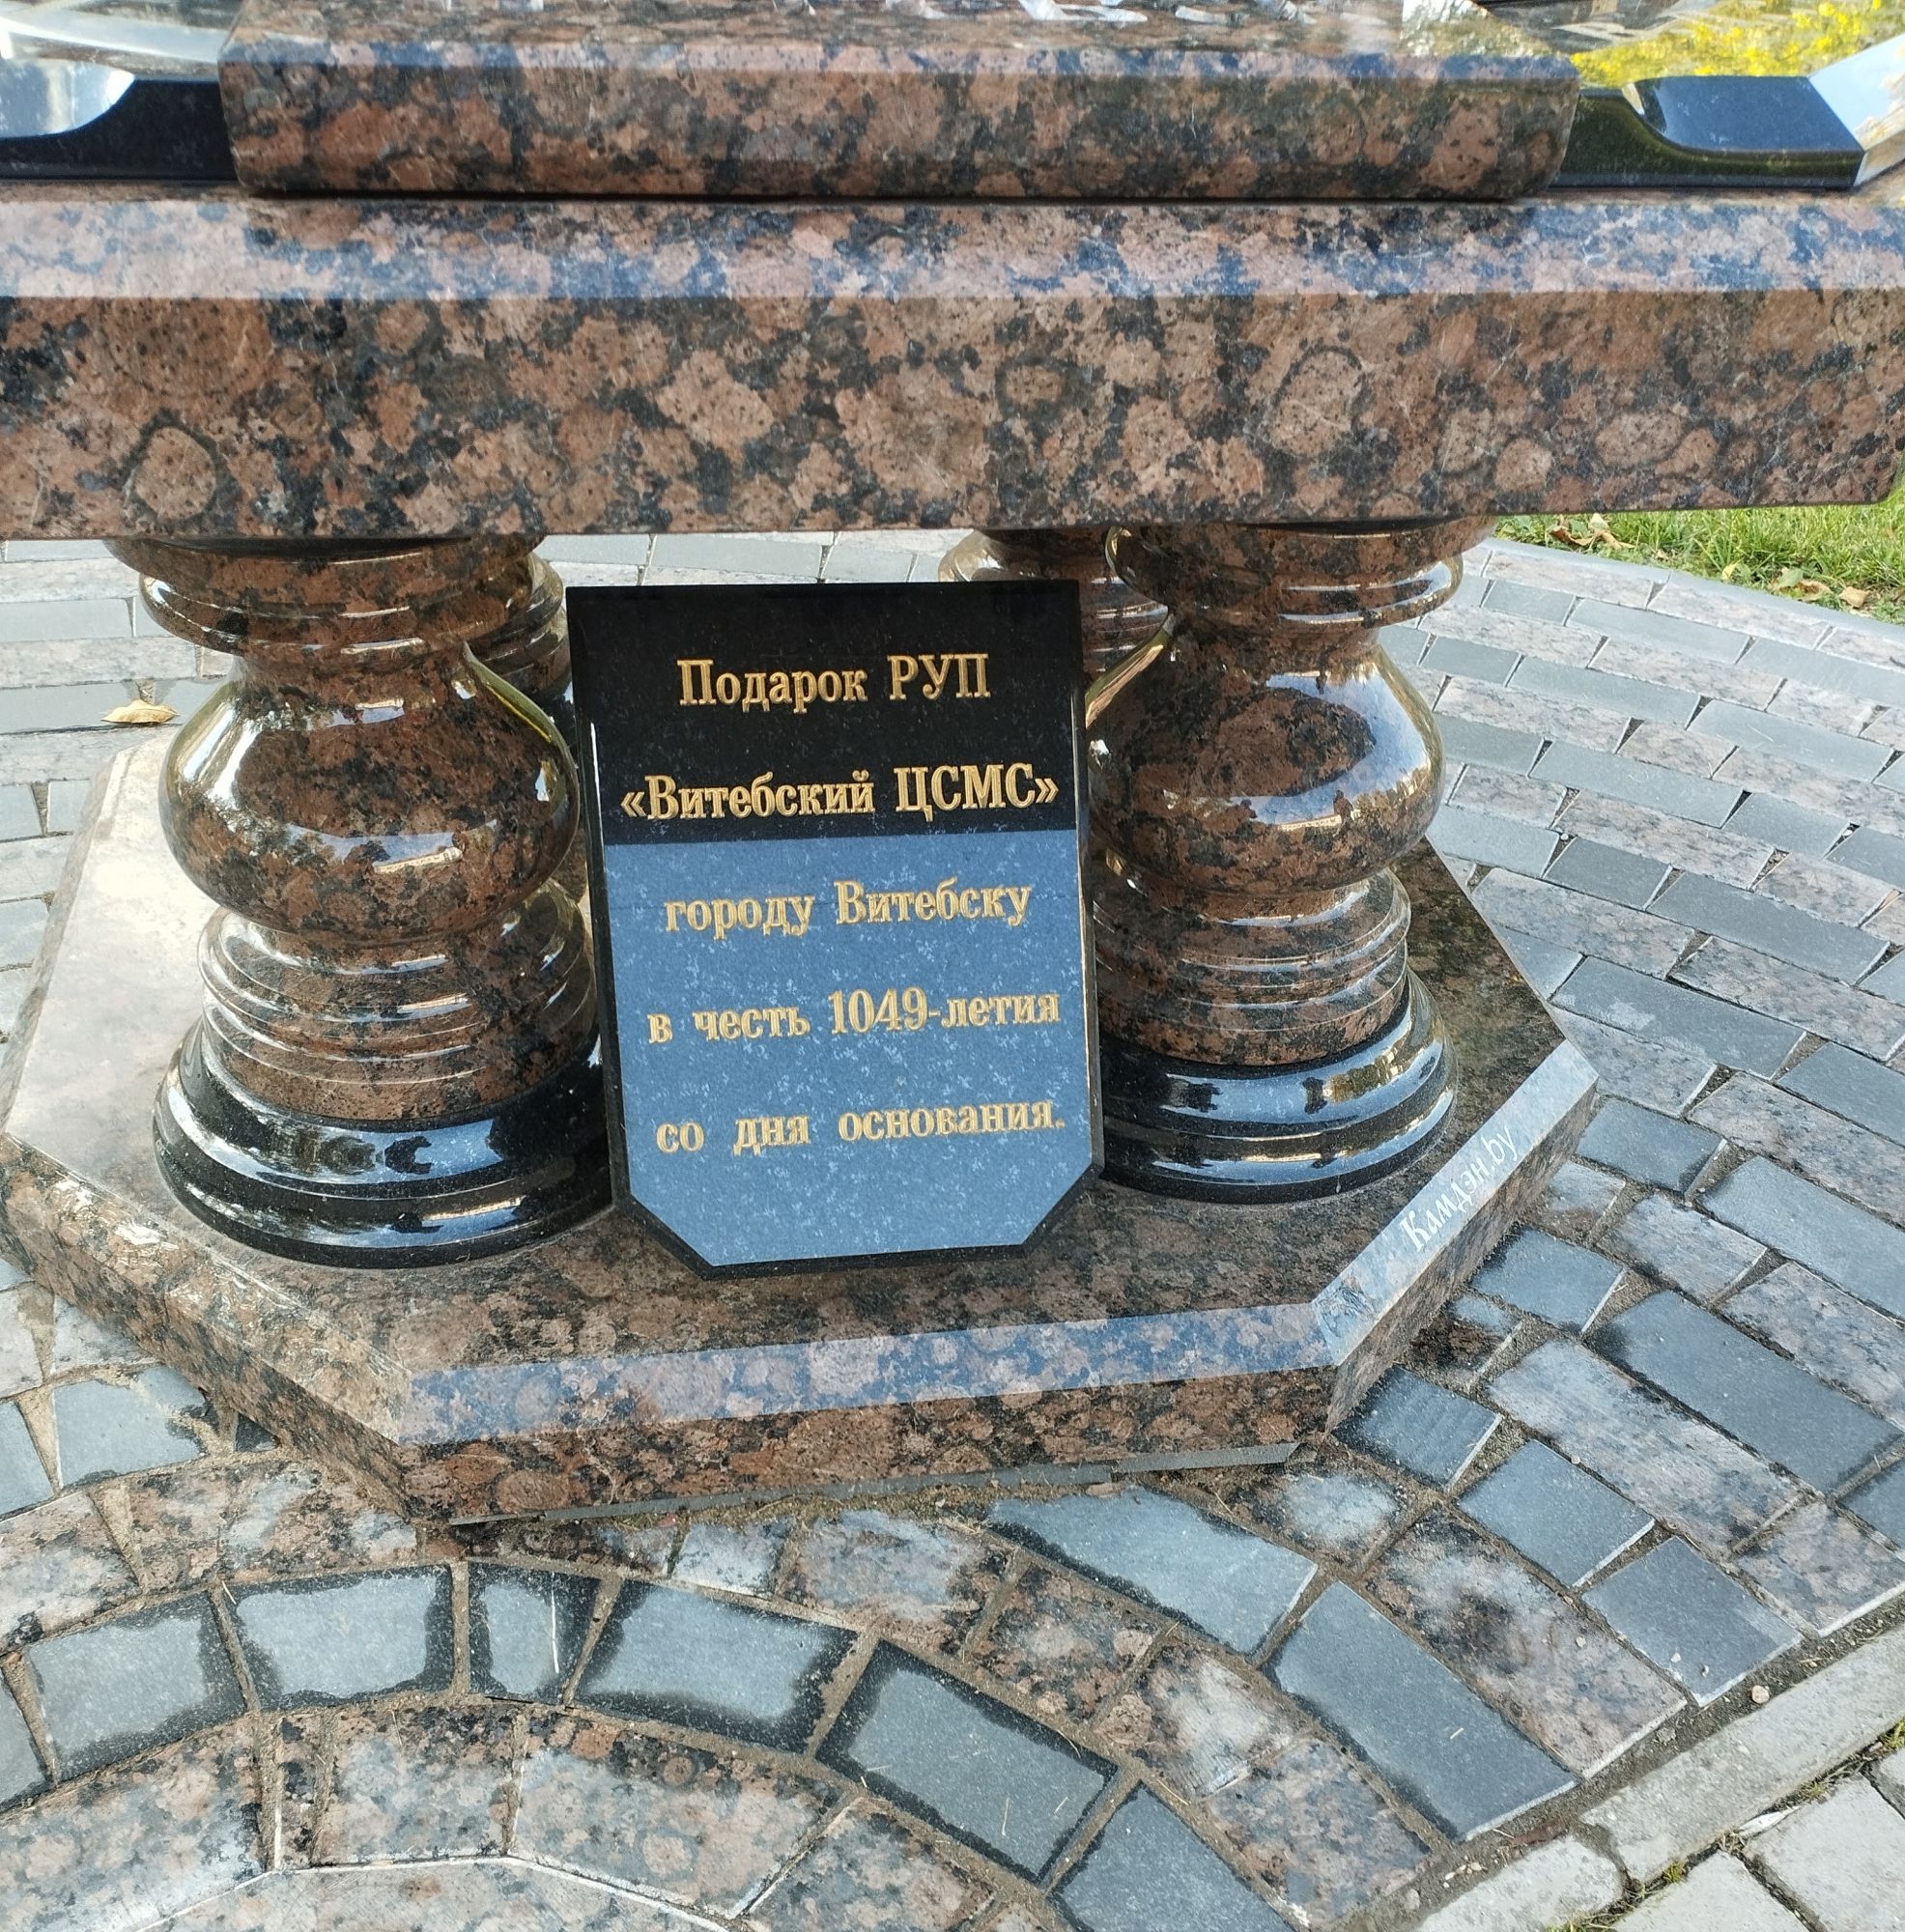 Подарок РУП
«Витебский ЦСМС»
городу Витебску
в честь 1049-летия
со дня основания.
Камдэн.by